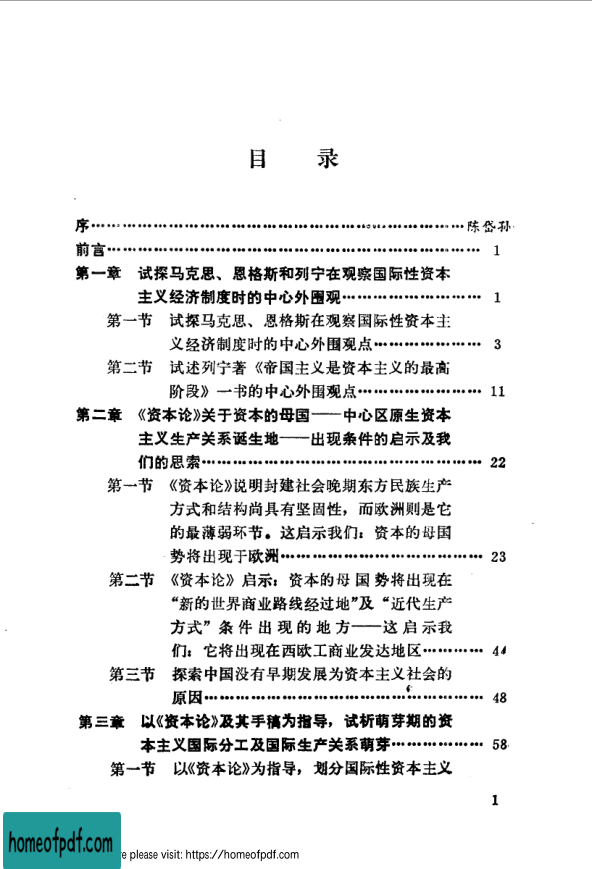 目 录
序……………………………………………………陈岱孙
前言…………………………………………………… 1
第一章 试探马克思、恩格斯和列宁在观察国际性资本
主义经济制度时的中心外围观…………………… 1
第一节 试探马克思、恩格斯在观察国际性资本主
义经济制度时的中心外围观点……………… 3
第二节 试述列宁著《帝国主义是资本主义的最高
阶段》一书的中心外围观点………………… 11
第二章 《资本论》关于资本的母国——中心区原生资本
主义生产关系诞生地——出现条件的启示及我
们的思索…………………………………………… 22
第一节 《资本论》说明封建社会晚期东方民族生产
方式和结构尚具有坚固性，而欧洲则是它
的最薄弱环节。这启示我们：资本的母国
势将出现于欧洲……………………………… 23
第二节 《资本论》启示：资本的母国势将出现在
“新的世界商业路线经过地”及“近代生产
方式”条件出现的地方——这启示我
们：它将出现在西欧工商业发达地区………… 44
第三节 探索中国没有早期发展为资本主义社会的
原因…………………………………………… 48
第三章 以《资本论》及其手稿为指导，试析萌芽期的资
本主义国际分工及国际生产关系萌芽……………… 58
第一节 以《资本论》为指导，划分国际性资本主义
1
homeofpdf.com
re please visit: https://homeofpdf.com